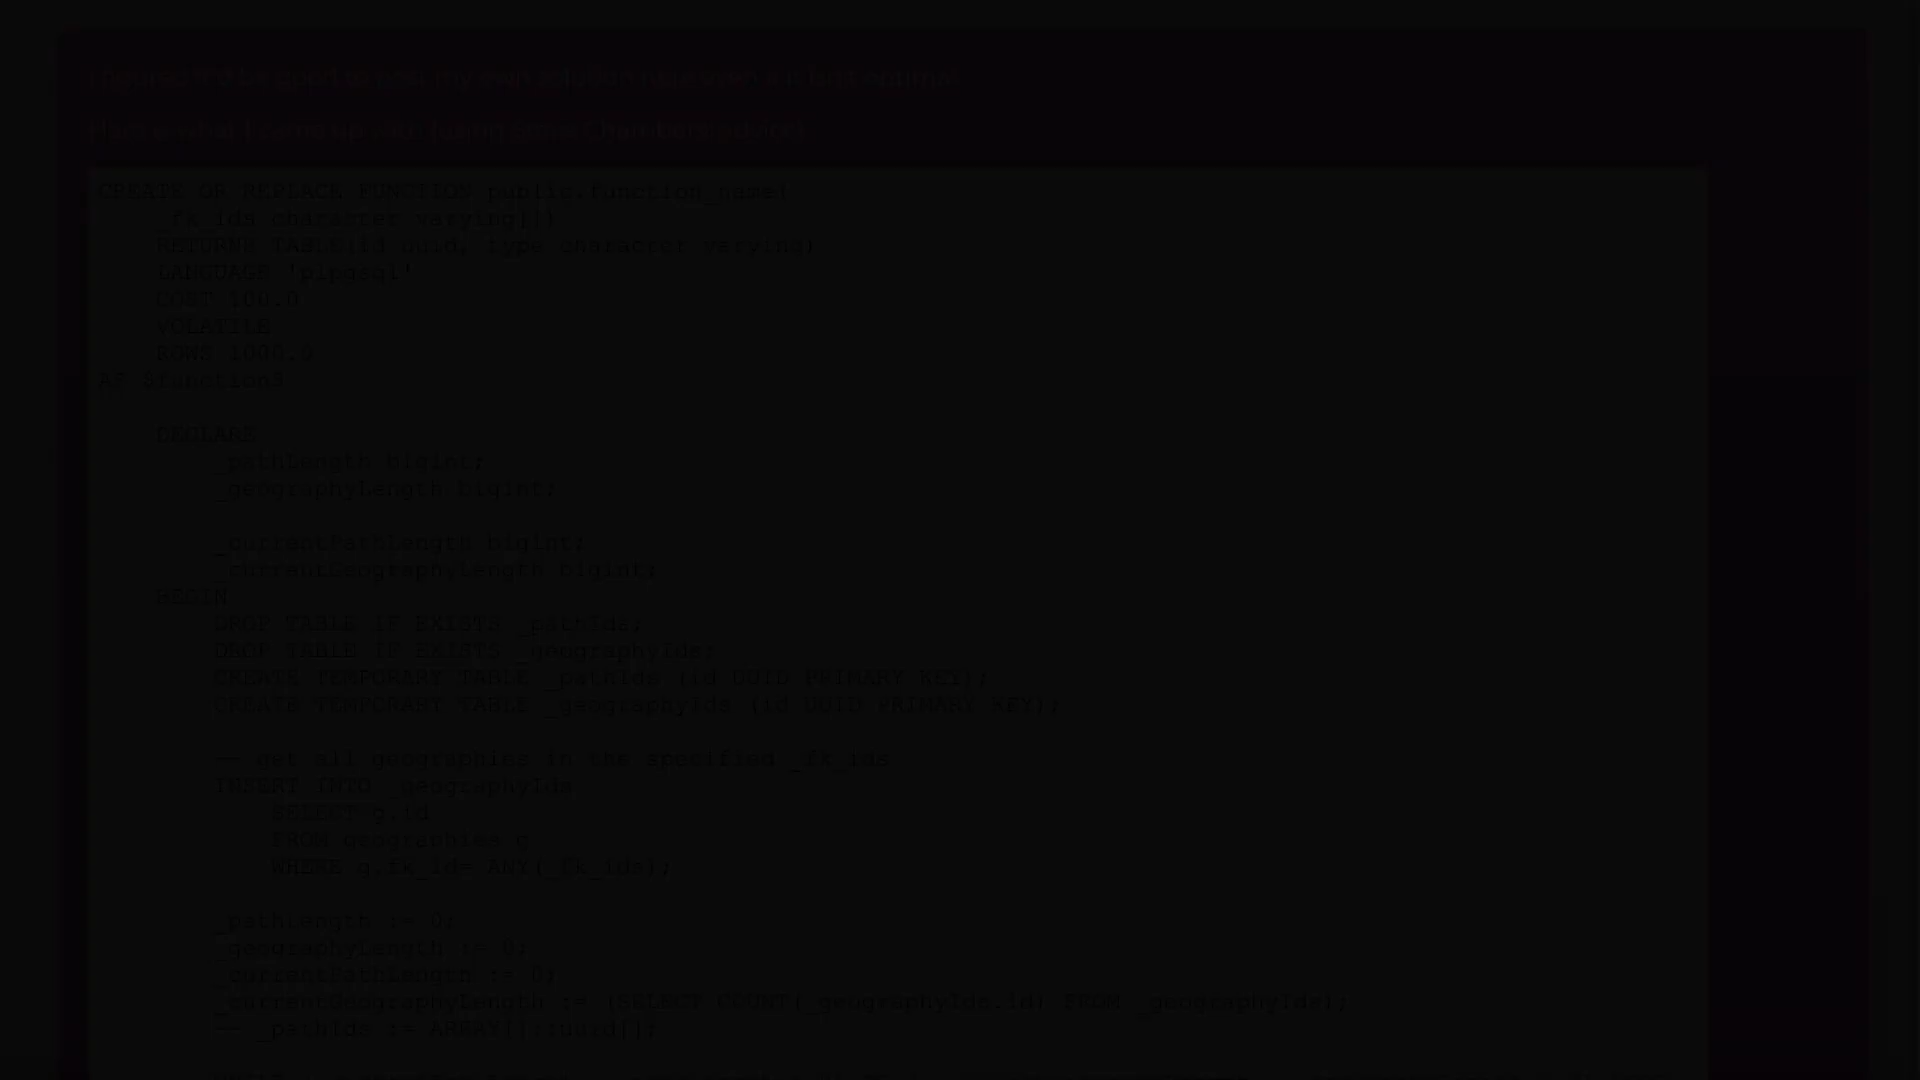 CREATE OR REPLACE FUNCTION public.function_name(
_fk_ids character varying[])
RETURNS TABLE(id uuid, type character varying)
LANGUAGE 'plpgsql'
COST 100.0
VOLATILE
ROWS 1000.0
AS $function$
DECLARE
_pathLength bigint;
_geographyLength bigint;
_currentPathLength bigint;
_currentGeographyLength bigint;
BEGIN
DROP TABLE IF EXISTS _pathIds;
DROP TABLE IF EXISTS _geographyIds;
CREATE TEMPORARY TABLE _pathIds (id UUID PRIMARY KEY);
CREATE TEMPORARY TABLE _geographyIds (id UUID PRIMARY KEY);
-- get all geographies in the specified _fk_ids
INSERT INTO _geographyIds
SELECT g.id
FROM geographies g
WHERE g.fk_id= ANY(_fk_ids);
_pathLength := 0;
_geographyLength := 0;
_currentPathLength := 0;
_currentGeographyLength := (SELECT COUNT(_geographyIds.id) FROM _geographyIds);
-- _pathIds := ARRAY[]::uuid[];